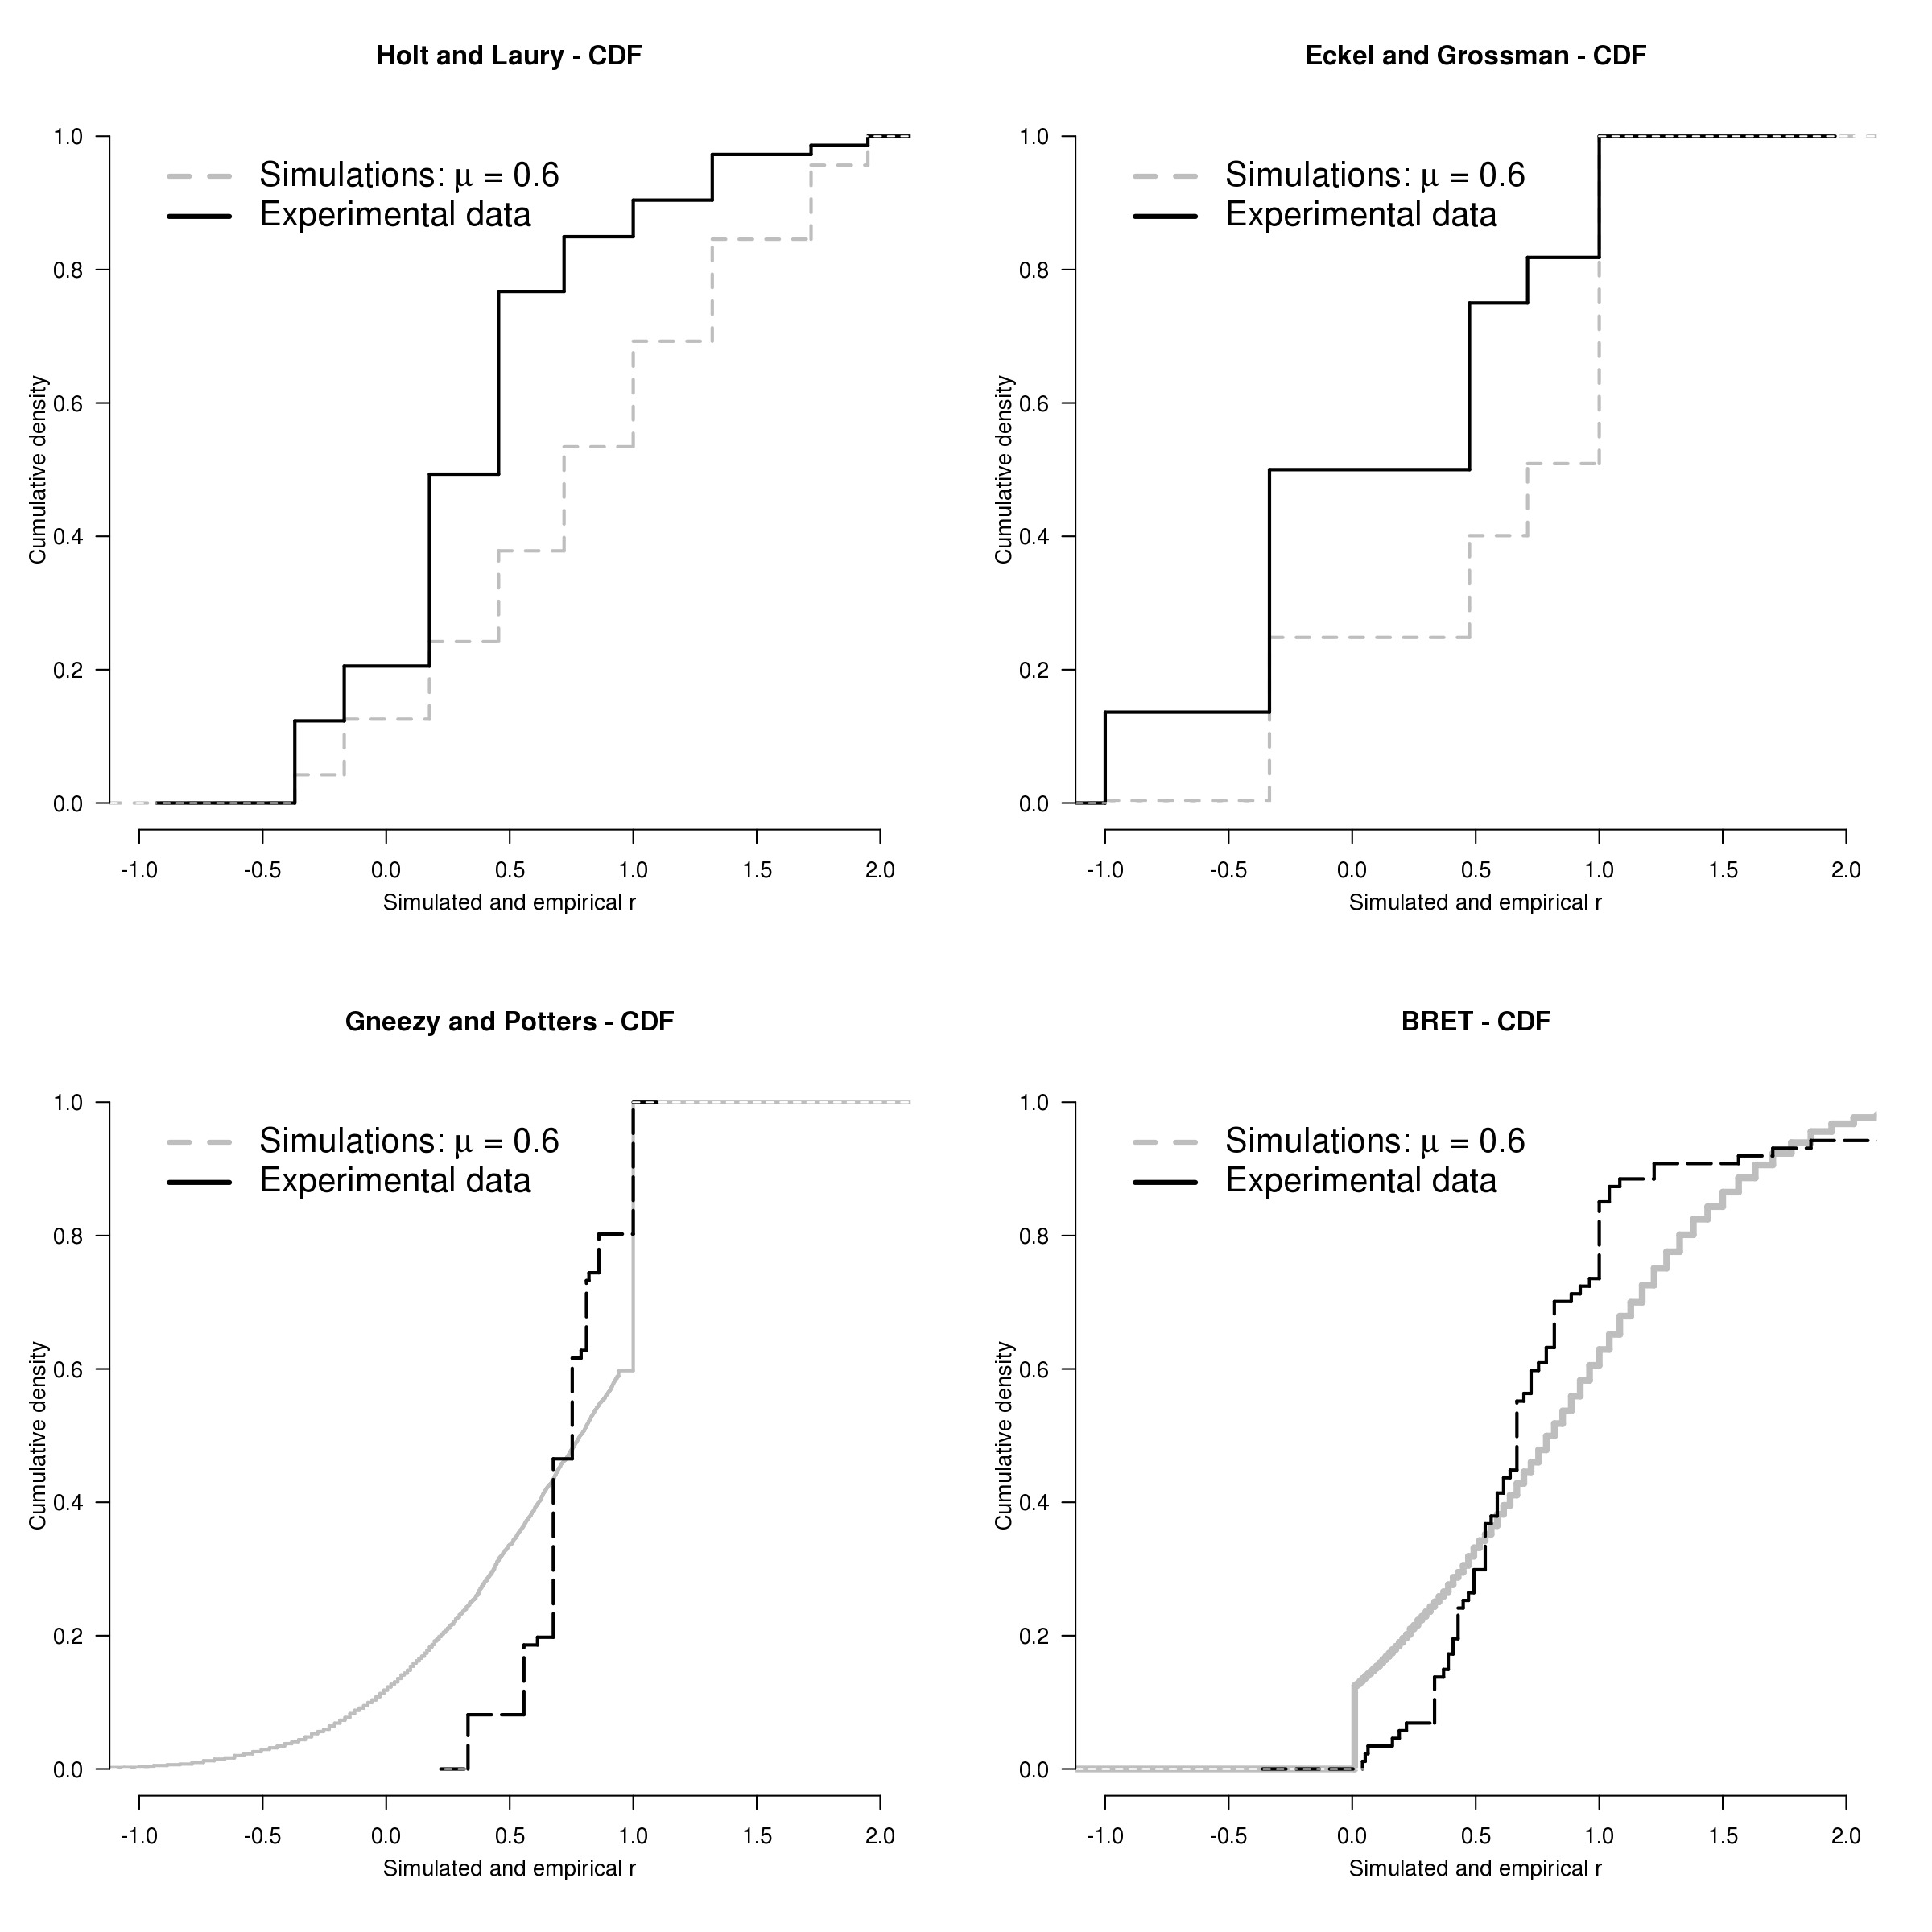 Holt and Laury - CDF
1.0
0.8
0.6
0.4
0.2
0.0
Cumulative density
Simulations: μ = 0.6
Experimental data
-1.0 -0.5 0.0 0.5 1.0 1.5 2.0
Simulated and empirical r
Eckel and Grossman - CDF
1.0
0.8
0.6
0.4
0.2
0.0
Cumulative density
Simulations: μ = 0.6
Experimental data
-1.0 -0.5 0.0 0.5 1.0 1.5 2.0
Simulated and empirical r
Gneezy and Potters - CDF
1.0
0.8
0.6
0.4
0.2
0.0
Cumulative density
Simulations: μ = 0.6
Experimental data
-1.0 -0.5 0.0 0.5 1.0 1.5 2.0
Simulated and empirical r
BRET - CDF
1.0
0.8
0.6
0.4
0.2
0.0
Cumulative density
Simulations: μ = 0.6
Experimental data
-1.0 -0.5 0.0 0.5 1.0 1.5 2.0
Simulated and empirical r